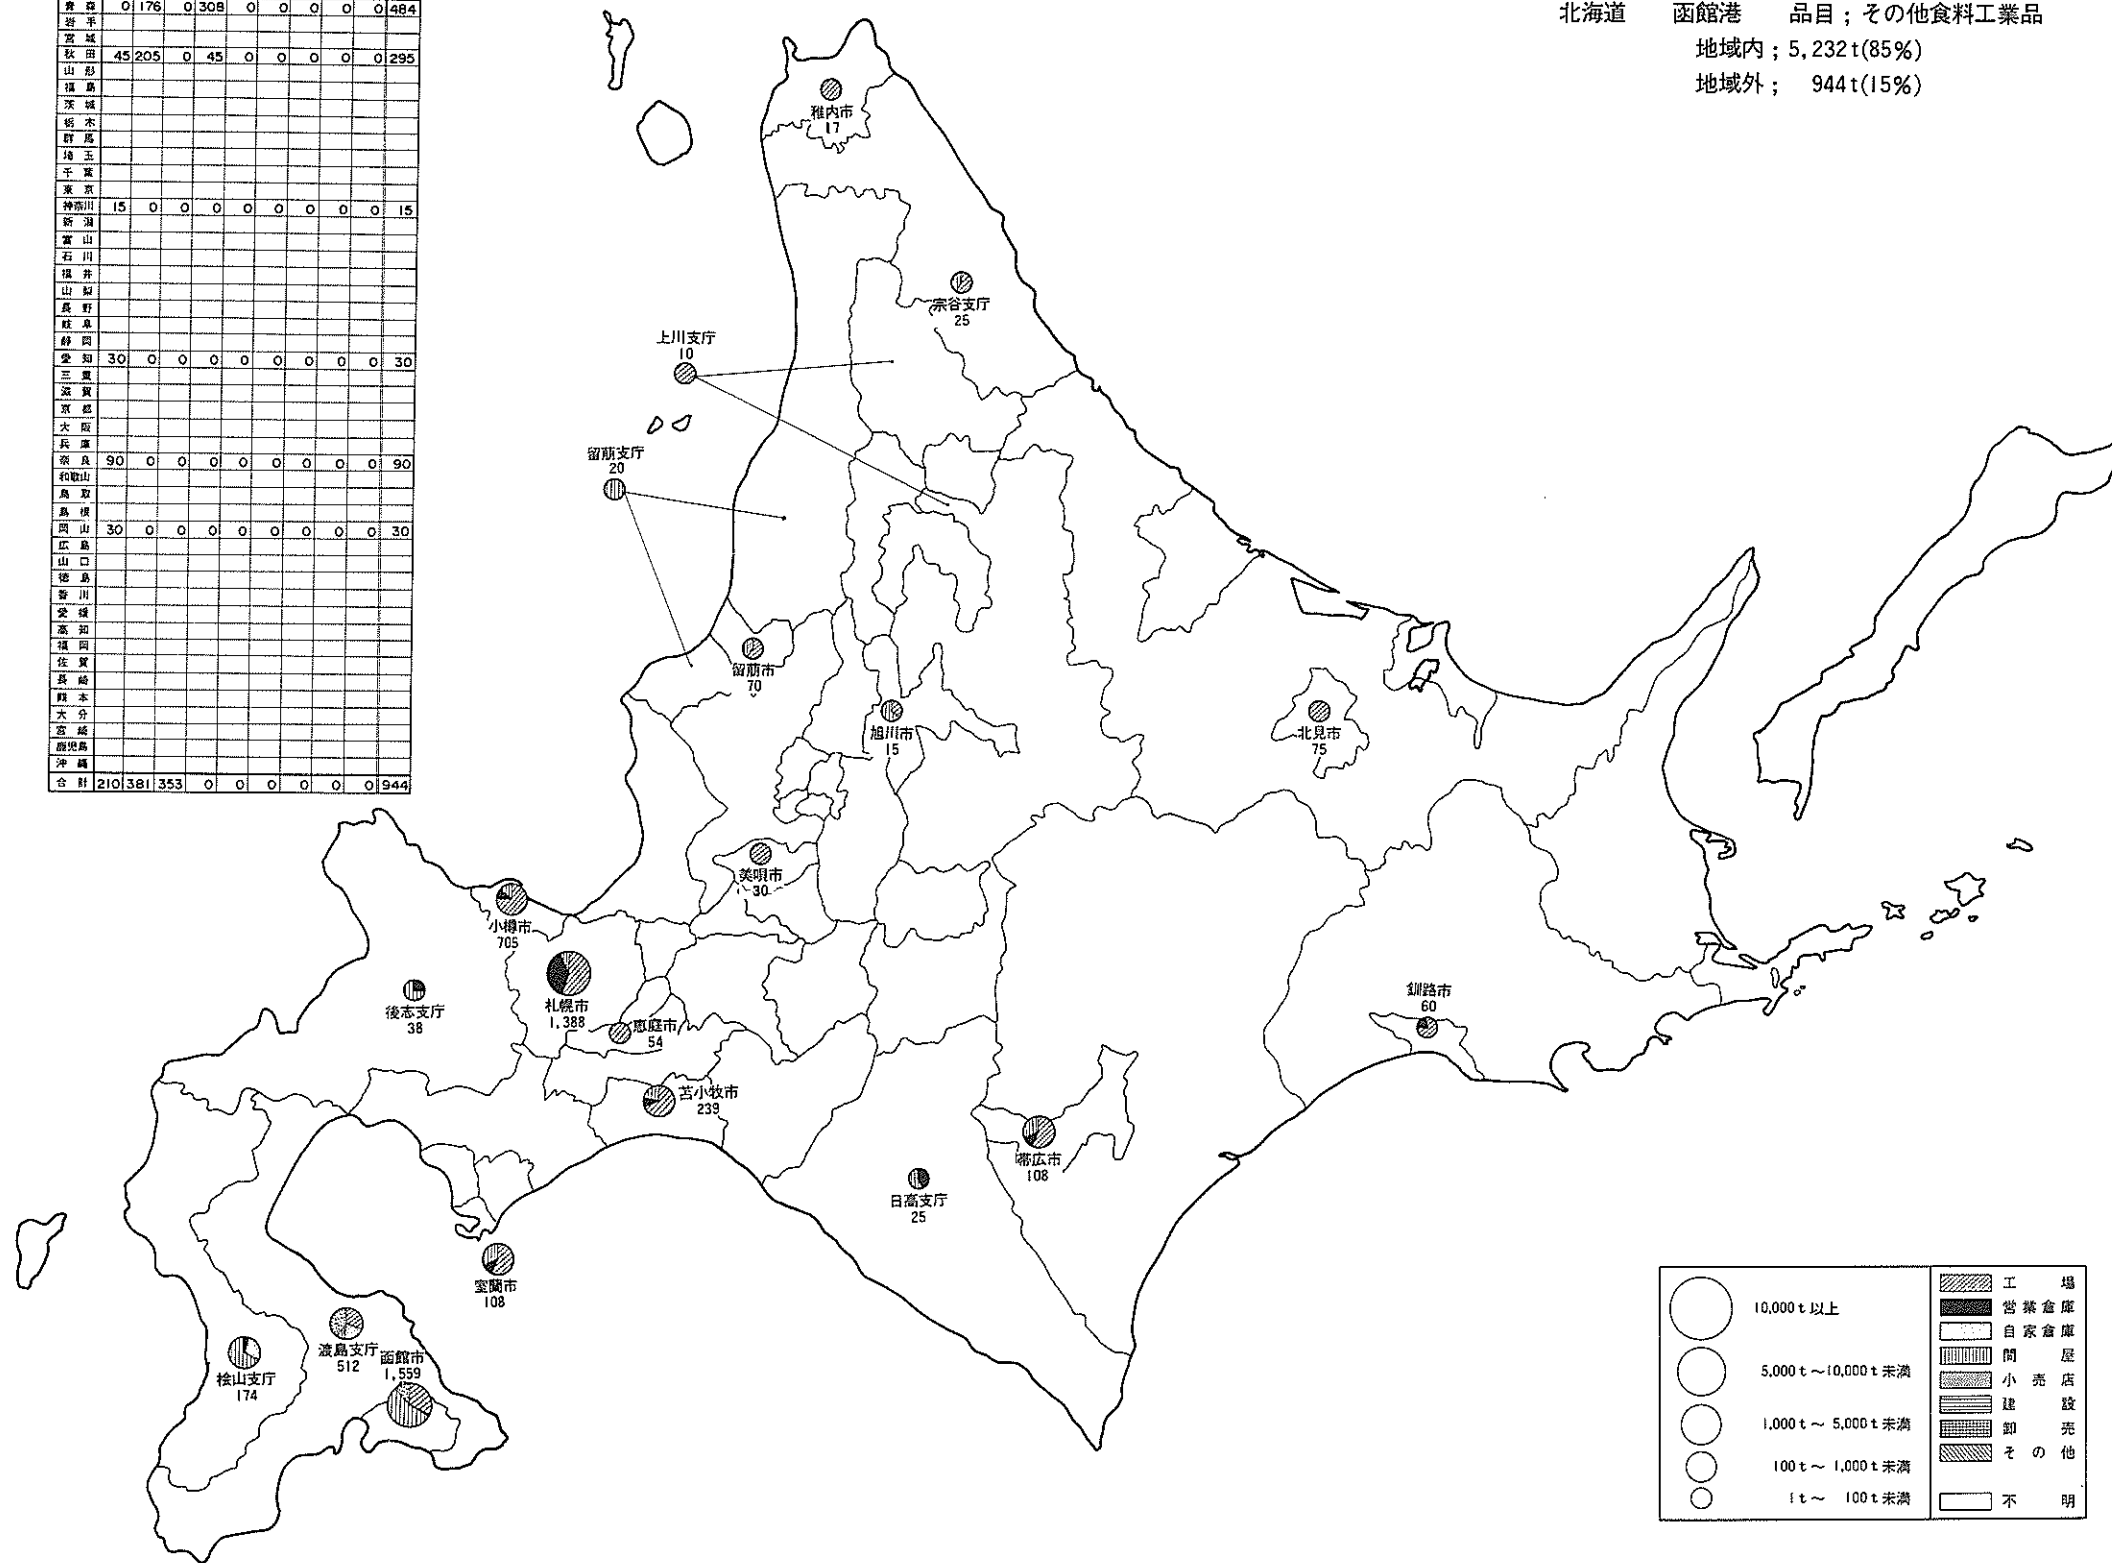 北海道 函館港 品目；その他食料工業品
地域内；5,232t(85%)
地域外； 944t(15%)
青森 0 176 0 308 0 0 0 0 0 484
岩手
宮城
秋田 45 205 0 45 0 0 0 0 0 295
山形
福島
茨城
栃木
群馬
埼玉
千葉
東京
神奈川 15 0 0 0 0 0 0 0 0 15
新潟
富山
石川
福井
山梨
長野
岐阜
静岡
愛知 30 0 0 0 0 0 0 0 0 30
三重
滋賀
京都
大阪
兵庫
奈良 90 0 0 0 0 0 0 0 0 90
和歌山
鳥取
島根
岡山 30 0 0 0 0 0 0 0 0 30
広島
山口
徳島
香川
愛媛
高知
福岡
佐賀
長崎
熊本
大分
宮崎
鹿児島
沖縄
合計 210 381 353 0 0 0 0 0 0 944
稚内市
17
宗谷支庁
25
上川支庁
10
留萠支庁
20
留萠市
70
旭川市
15
北見市
75
美唄市
30
小樽市
705
後志支庁
38
札幌市
1,388
恵庭市
54
釧路市
60
苫小牧市
239
帯広市
108
日高支庁
25
室蘭市
108
渡島支庁
512
函館市
1,559
桧山支庁
174
10,000t以上
5,000t～10,000t未満
1,000t～5,000t未満
100t～1,000t未満
1t～100t未満
工場
営業倉庫
自家倉庫
問屋
小売店
建設
卸売
その他
不明